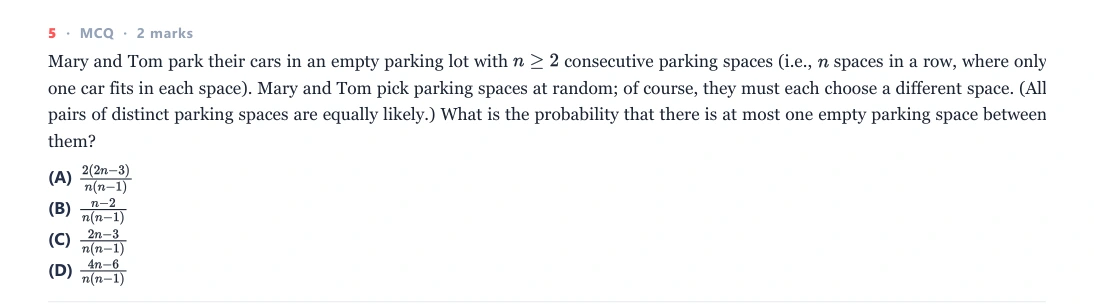 5 · MCQ · 2 marks
Mary and Tom park their cars in an empty parking lot with n ≥ 2 consecutive parking spaces (i.e., n spaces in a row, where only
one car fits in each space). Mary and Tom pick parking spaces at random; of course, they must each choose a different space. (All
pairs of distinct parking spaces are equally likely.) What is the probability that there is at most one empty parking space between
them?
(A) \frac{2(2n−3)}{n(n−1)}
(B) \frac{n−2}{n(n−1)}
(C) \frac{2n−3}{n(n−1)}
(D) \frac{4n−6}{n(n−1)}